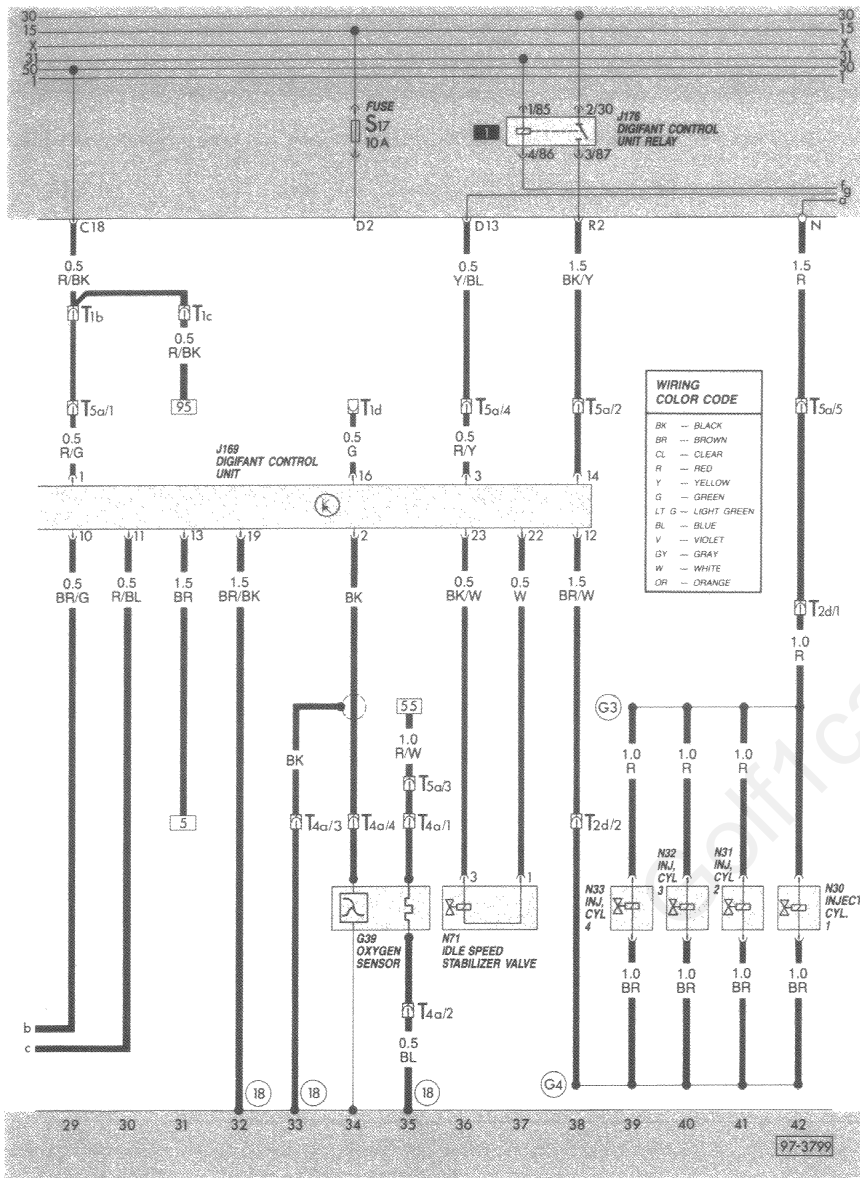 30 30
15 15
X X
31 31
50 50
1 1
FUSE
S17
10A
1
1/85 2/30
J176
DIGIFANT CONTROL
UNIT RELAY
4/86 3/87
f
g
a
C18 D2 D13 R2 N
0.5
R/BK
0.5
Y/BL
1.5
BK/Y
1.5
R
T1b T1c
0.5
R/BK
T5a/1 95 T1d T5a/4 T5a/2 T5a/5
0.5
R/G
0.5
G
0.5
R/Y
WIRING
COLOR CODE
BK — BLACK
BR — BROWN
CL — CLEAR
R — RED
Y — YELLOW
G — GREEN
LT G — LIGHT GREEN
BL — BLUE
V — VIOLET
GY — GRAY
W — WHITE
OR — ORANGE
J169
DIGIFANT CONTROL
UNIT
1 16 3 14
K
10 11 13 19 2 23 22 12
0.5
BR/G
0.5
R/BL
1.5
BR
1.5
BR/BK
BK
0.5
BK/W
0.5
W
1.5
BR/W
T2d/1
1.0
R
55
1.0
R/W
G3
BK
T5a/3
1.0
R
1.0
R
1.0
R
5 T4a/3 T4a/4 T4a/1 T2d/2
3 1
N33
INJ,
CYL
4
N32
INJ,
CYL
3
N31
INJ,
CYL
2
N30
INJECT
CYL.
1
G39
OXYGEN
SENSOR
N71
IDLE SPEED
STABILIZER VALVE
1.0
BR
1.0
BR
1.0
BR
1.0
BR
T4a/2
0.5
BL
b
c
18 18 18 G4
29 30 31 32 33 34 35 36 37 38 39 40 41 42
97-3799